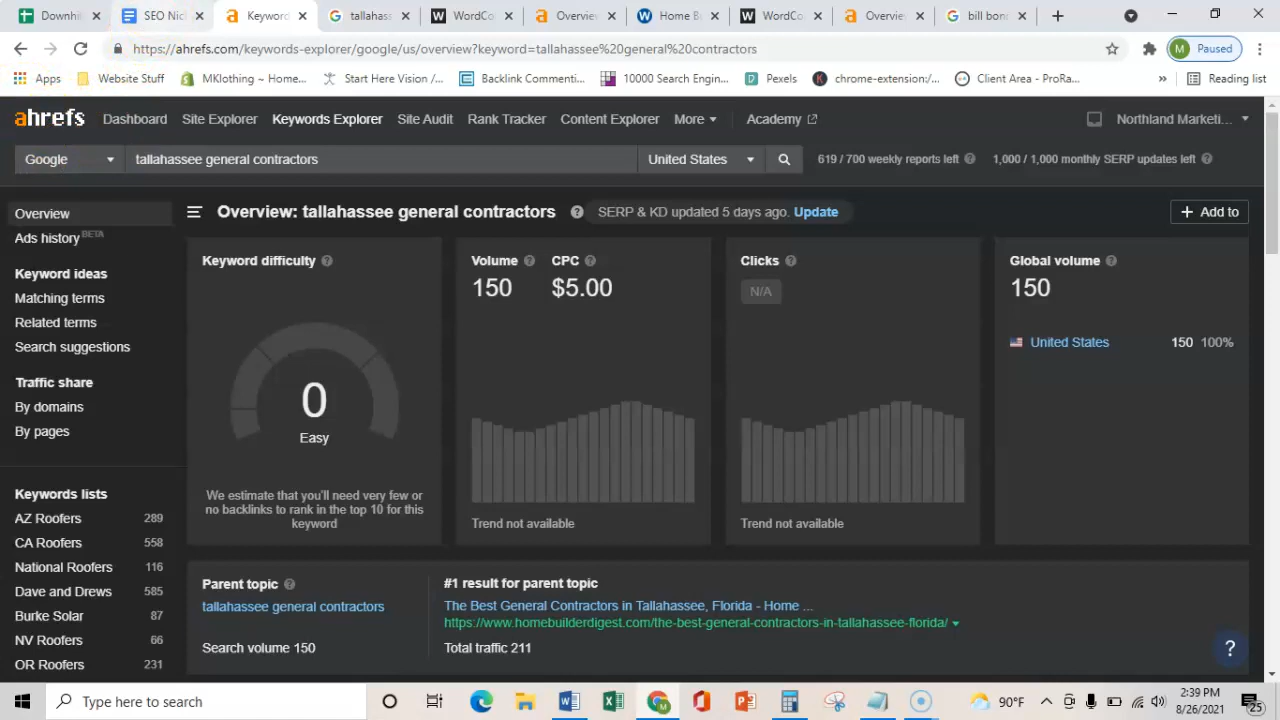 Downhil
SEO Nicl
Keyword
tallahass
WordCo
Overview
Home B
WordCo
Overview
bill bon
https://ahrefs.com/keywords-explorer/google/us/overview?keyword=tallahassee%20general%20contractors
M Paused
Apps
Website Stuff
MKlothing ~ Home...
Start Here Vision /...
Backlink Commenti...
10000 Search Engin...
Pexels
chrome-extension:/...
Client Area - ProRa...
»
Reading list
ahrefs
Dashboard
Site Explorer
Keywords Explorer
Site Audit
Rank Tracker
Content Explorer
More
Academy
Northland Marketi...
Google
tallahassee general contractors
United States
619 / 700 weekly reports left
1,000 / 1,000 monthly SERP updates left
Overview
Ads history BETA
Keyword ideas
Matching terms
Related terms
Search suggestions
Traffic share
By domains
By pages
Keywords lists
AZ Roofers 289
CA Roofers 558
National Roofers 116
Dave and Drews 585
Burke Solar 87
NV Roofers 66
OR Roofers 231
Overview: tallahassee general contractors
SERP & KD updated 5 days ago. Update
+ Add to
Keyword difficulty
0
Easy
We estimate that you'll need very few or
no backlinks to rank in the top 10 for this
keyword
Volume
150
CPC
$5.00
Trend not available
Clicks
N/A
Trend not available
Global volume
150
United States 150 100%
Parent topic
tallahassee general contractors
Search volume 150
#1 result for parent topic
The Best General Contractors in Tallahassee, Florida - Home ...
https://www.homebuilderdigest.com/the-best-general-contractors-in-tallahassee-florida/
Total traffic 211
?
Type here to search
90°F
2:39 PM
8/26/2021
25